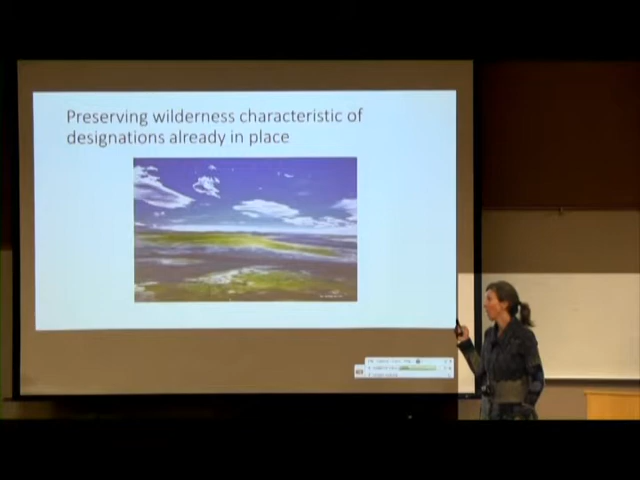 Preserving wilderness characteristic of
designations already in place